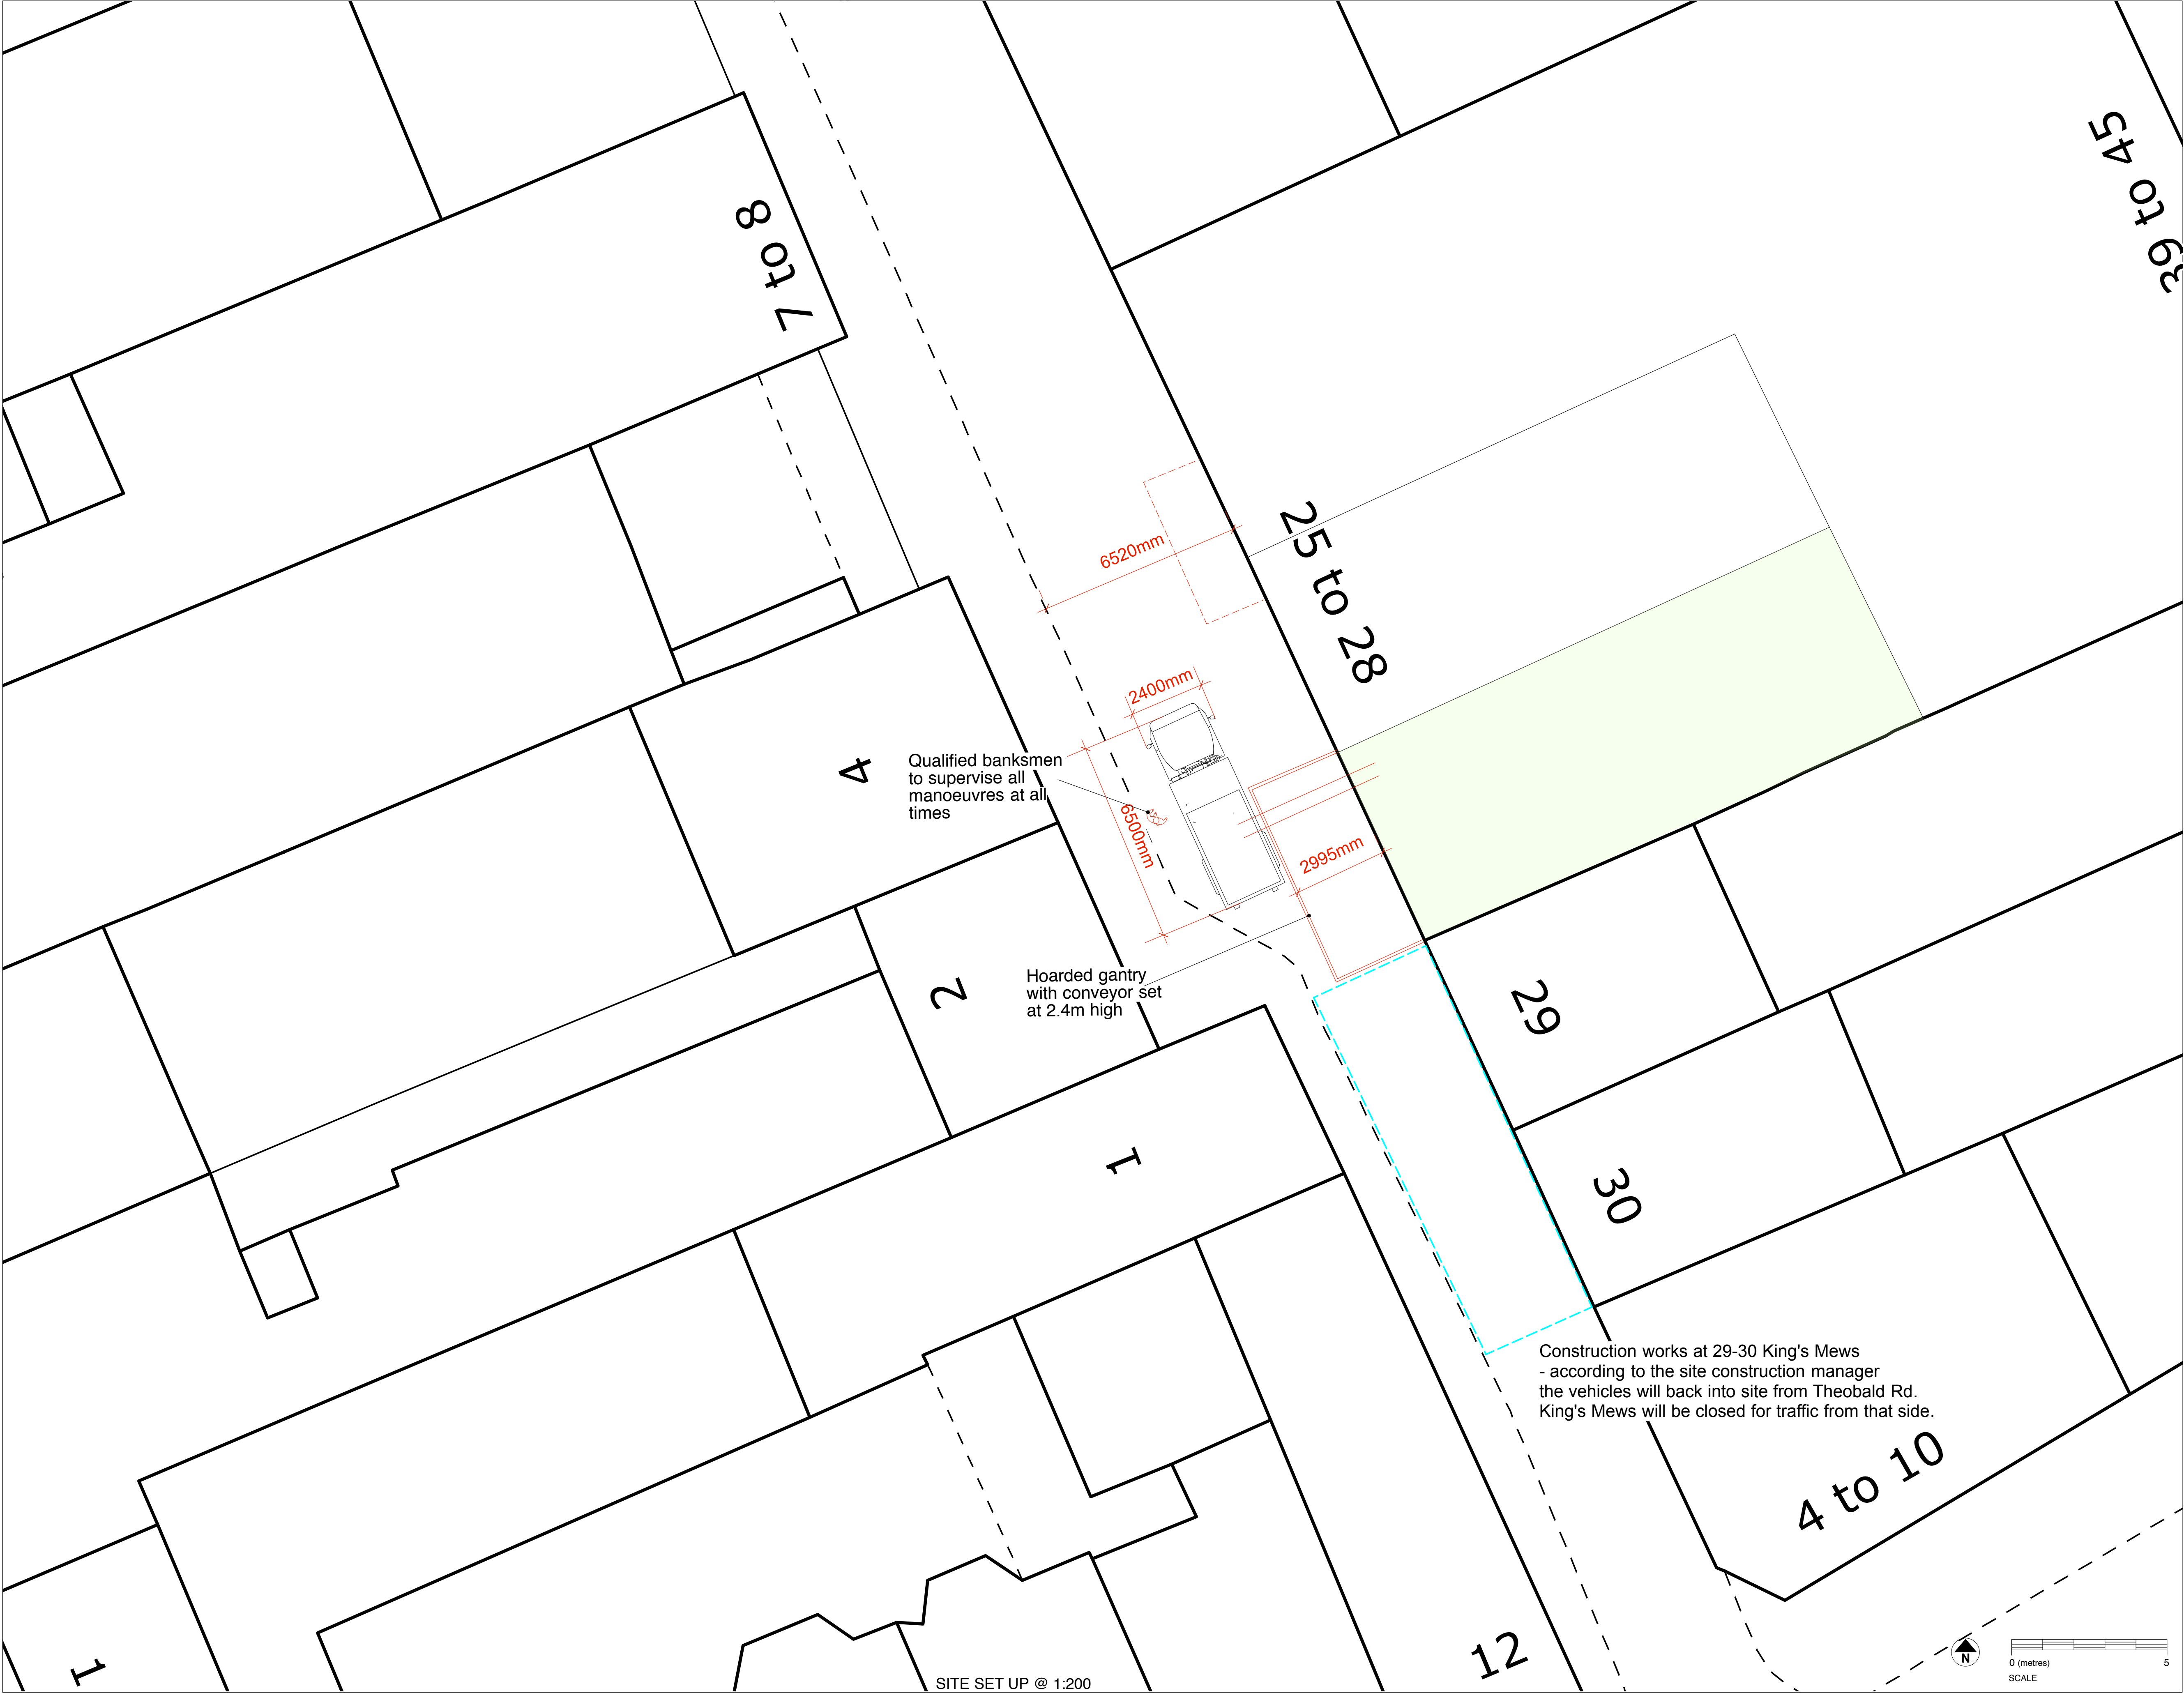 39 to 45
7 to 8
25 to 28
6520mm
2400mm
Qualified banksmen
to supervise all
manoeuvres at all
times
4
6500mm
2995mm
Hoarded gantry
with conveyor set
at 2.4m high
2
29
1
30
Construction works at 29-30 King's Mews
- according to the site construction manager
the vehicles will back into site from Theobald Rd.
King's Mews will be closed for traffic from that side.
4 to 10
12
1
N
0 (metres) 5
SCALE
SITE SET UP @ 1:200